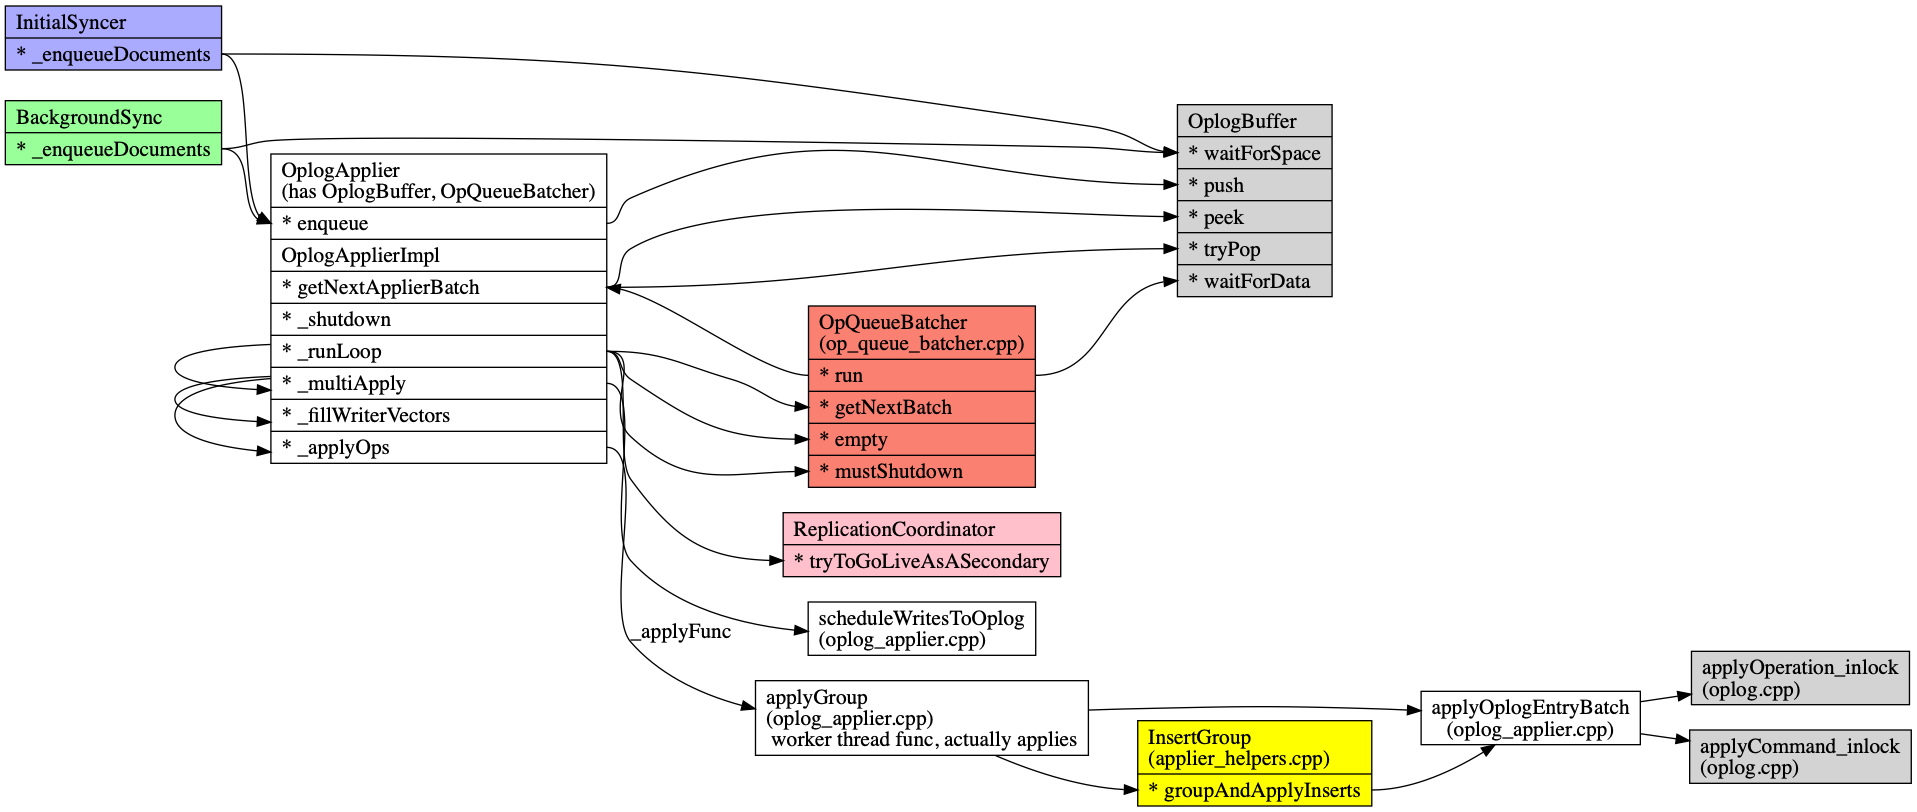 InitialSyncer
* _enqueueDocuments
BackgroundSync
* _enqueueDocuments
OplogApplier
(has OplogBuffer, OpQueueBatcher)
* enqueue
OplogApplierImpl
* getNextApplierBatch
* _shutdown
* _runLoop
* _multiApply
* _fillWriterVectors
* _applyOps
OplogBuffer
* waitForSpace
* push
* peek
* tryPop
* waitForData
OpQueueBatcher
(op_queue_batcher.cpp)
* run
* getNextBatch
* empty
* mustShutdown
ReplicationCoordinator
* tryToGoLiveAsASecondary
scheduleWritesToOplog
(oplog_applier.cpp)
_applyFunc
applyGroup
(oplog_applier.cpp)
worker thread func, actually applies
InsertGroup
(applier_helpers.cpp)
* groupAndApplyInserts
applyOplogEntryBatch
(oplog_applier.cpp)
applyOperation_inlock
(oplog.cpp)
applyCommand_inlock
(oplog.cpp)